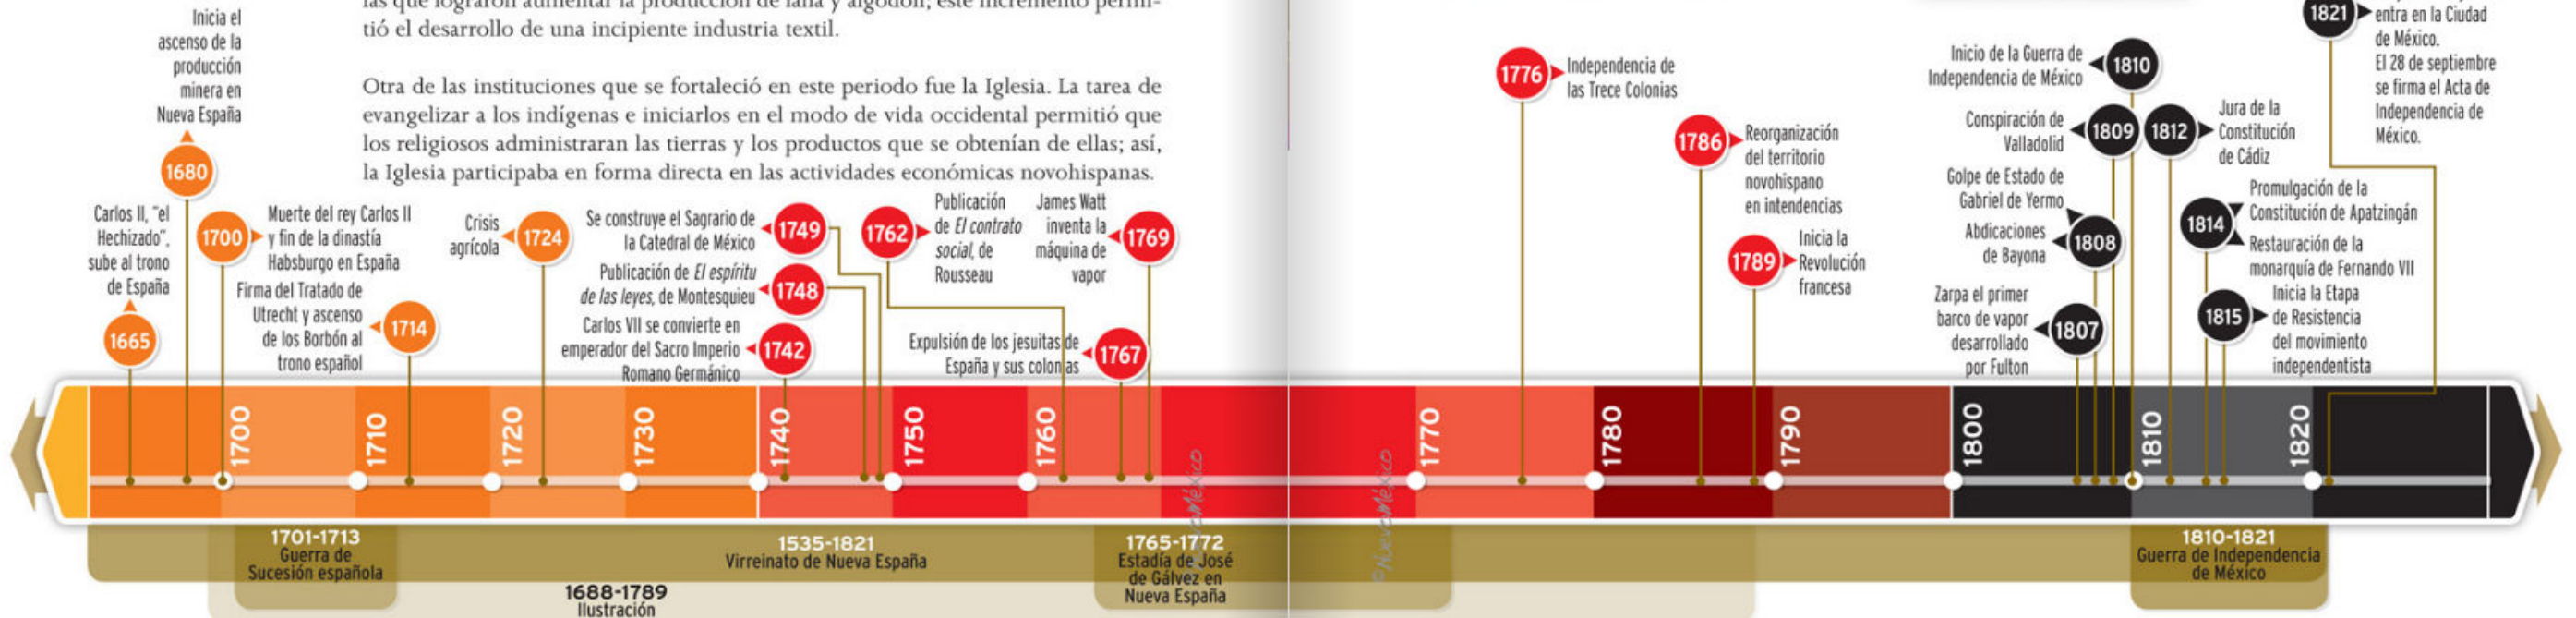 las que lograron aumentar la producción de lana y algodón; este incremento permi-
tió el desarrollo de una incipiente industria textil.
Otra de las instituciones que se fortaleció en este periodo fue la Iglesia. La tarea de
evangelizar a los indígenas e iniciarlos en el modo de vida occidental permitió que
los religiosos administraran las tierras y los productos que se obtenían de ellas; así,
la Iglesia participaba en forma directa en las actividades económicas novohispanas.
Inicia el
ascenso de la
producción
minera en
Nueva España
1680
Carlos II, "el
Hechizado",
sube al trono
de España
1665
1700
Muerte del rey Carlos II
y fin de la dinastía
Habsburgo en España
Firma del Tratado de
Utrecht y ascenso
de los Borbón al
trono español
1714
Crisis
agrícola
1724
Se construye el Sagrario de
la Catedral de México
1749
Publicación de El espíritu
de las leyes, de Montesquieu
1748
Carlos VII se convierte en
emperador del Sacro Imperio
Romano Germánico
1742
1762
Publicación
de El contrato
social, de
Rousseau
James Watt
inventa la
máquina de
vapor
1769
Expulsión de los jesuitas de
España y sus colonias
1767
1776
Independencia de
las Trece Colonias
1786
Reorganización
del territorio
novohispano
en intendencias
1789
Inicia la
Revolución
francesa
Inicio de la Guerra de
Independencia de México
1810
Conspiración de
Valladolid
1809
1812
Jura de la
Constitución
de Cádiz
Golpe de Estado de
Gabriel de Yermo
Abdicaciones
de Bayona
1808
Zarpa el primer
barco de vapor
desarrollado
por Fulton
1807
1814
Promulgación de la
Constitución de Apatzingán
Restauración de la
monarquía de Fernando VII
1815
Inicia la Etapa
de Resistencia
del movimiento
independentista
1821
entra en la Ciudad
de México.
El 28 de septiembre
se firma el Acta de
Independencia de
México.
1700
1710
1720
1730
1740
1750
1760
1770
1780
1790
1800
1810
1820
©NuevoMéxico
©NuevoMéxico
1701-1713
Guerra de
Sucesión española
1535-1821
Virreinato de Nueva España
1688-1789
Ilustración
1765-1772
Estadía de José
de Gálvez en
Nueva España
1810-1821
Guerra de Independencia
de México